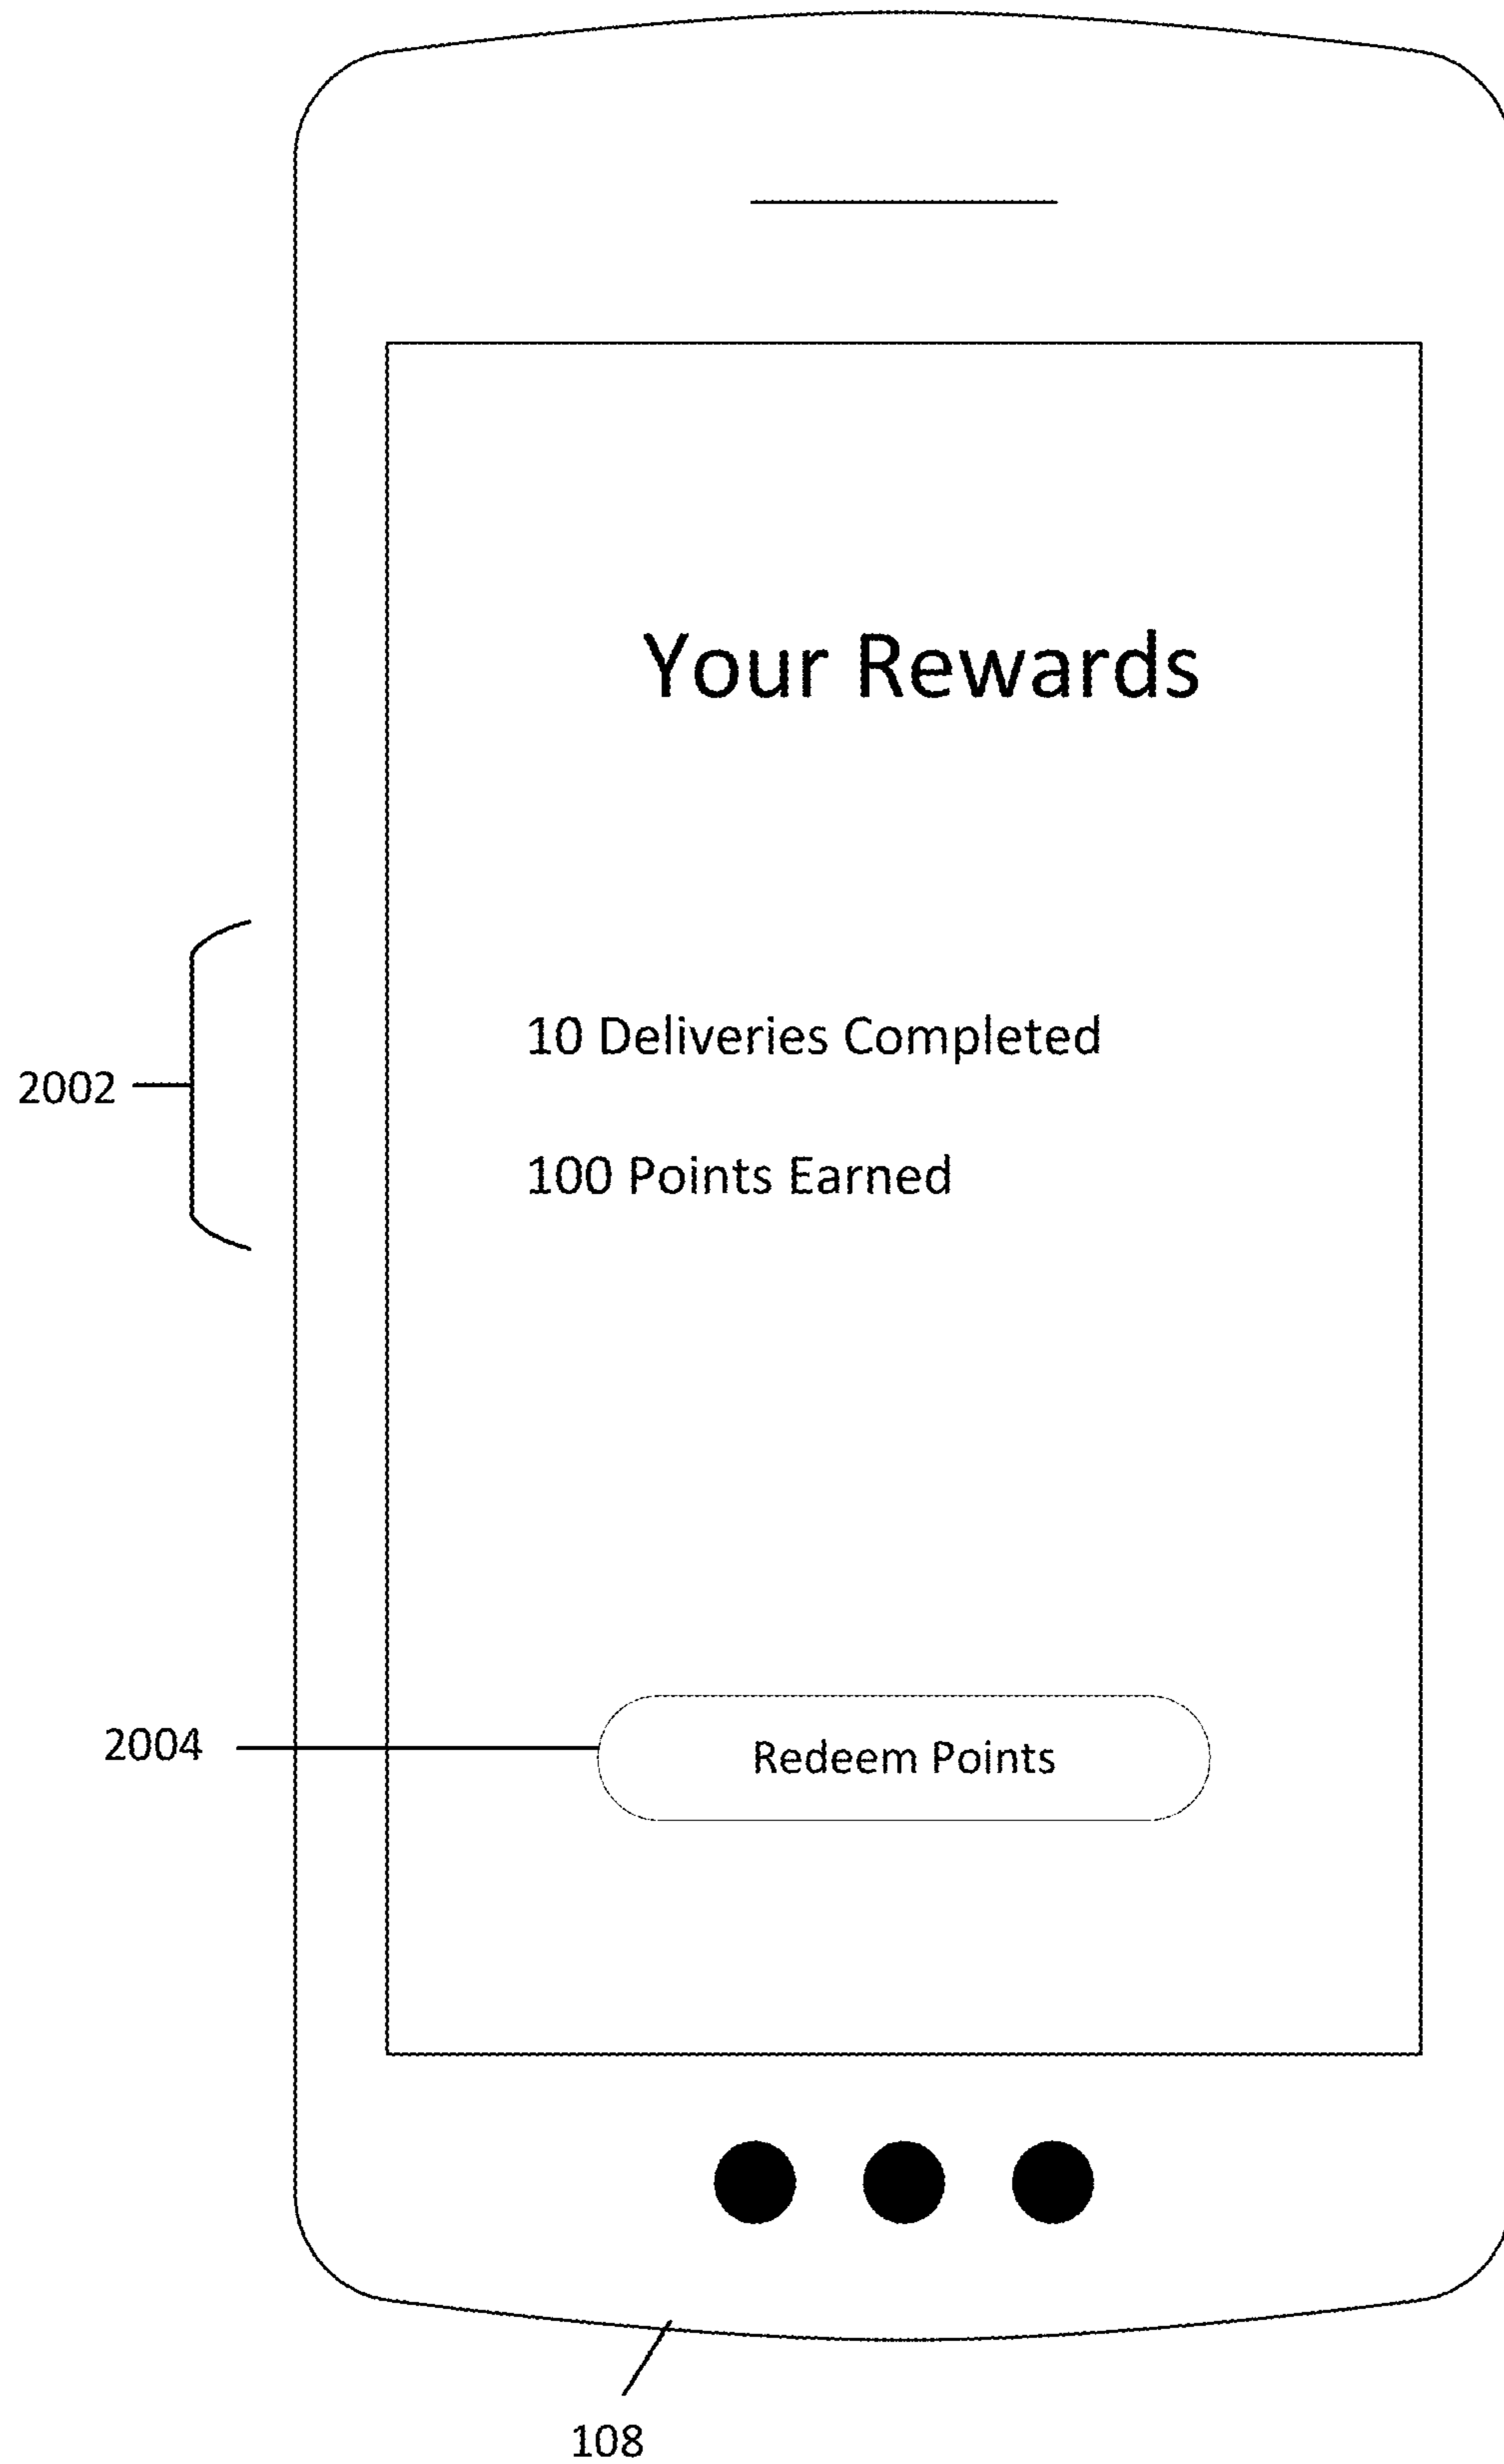 Your Rewards
10 Deliveries Completed
2002
100 Points Earned
2004
Redeem Points
108